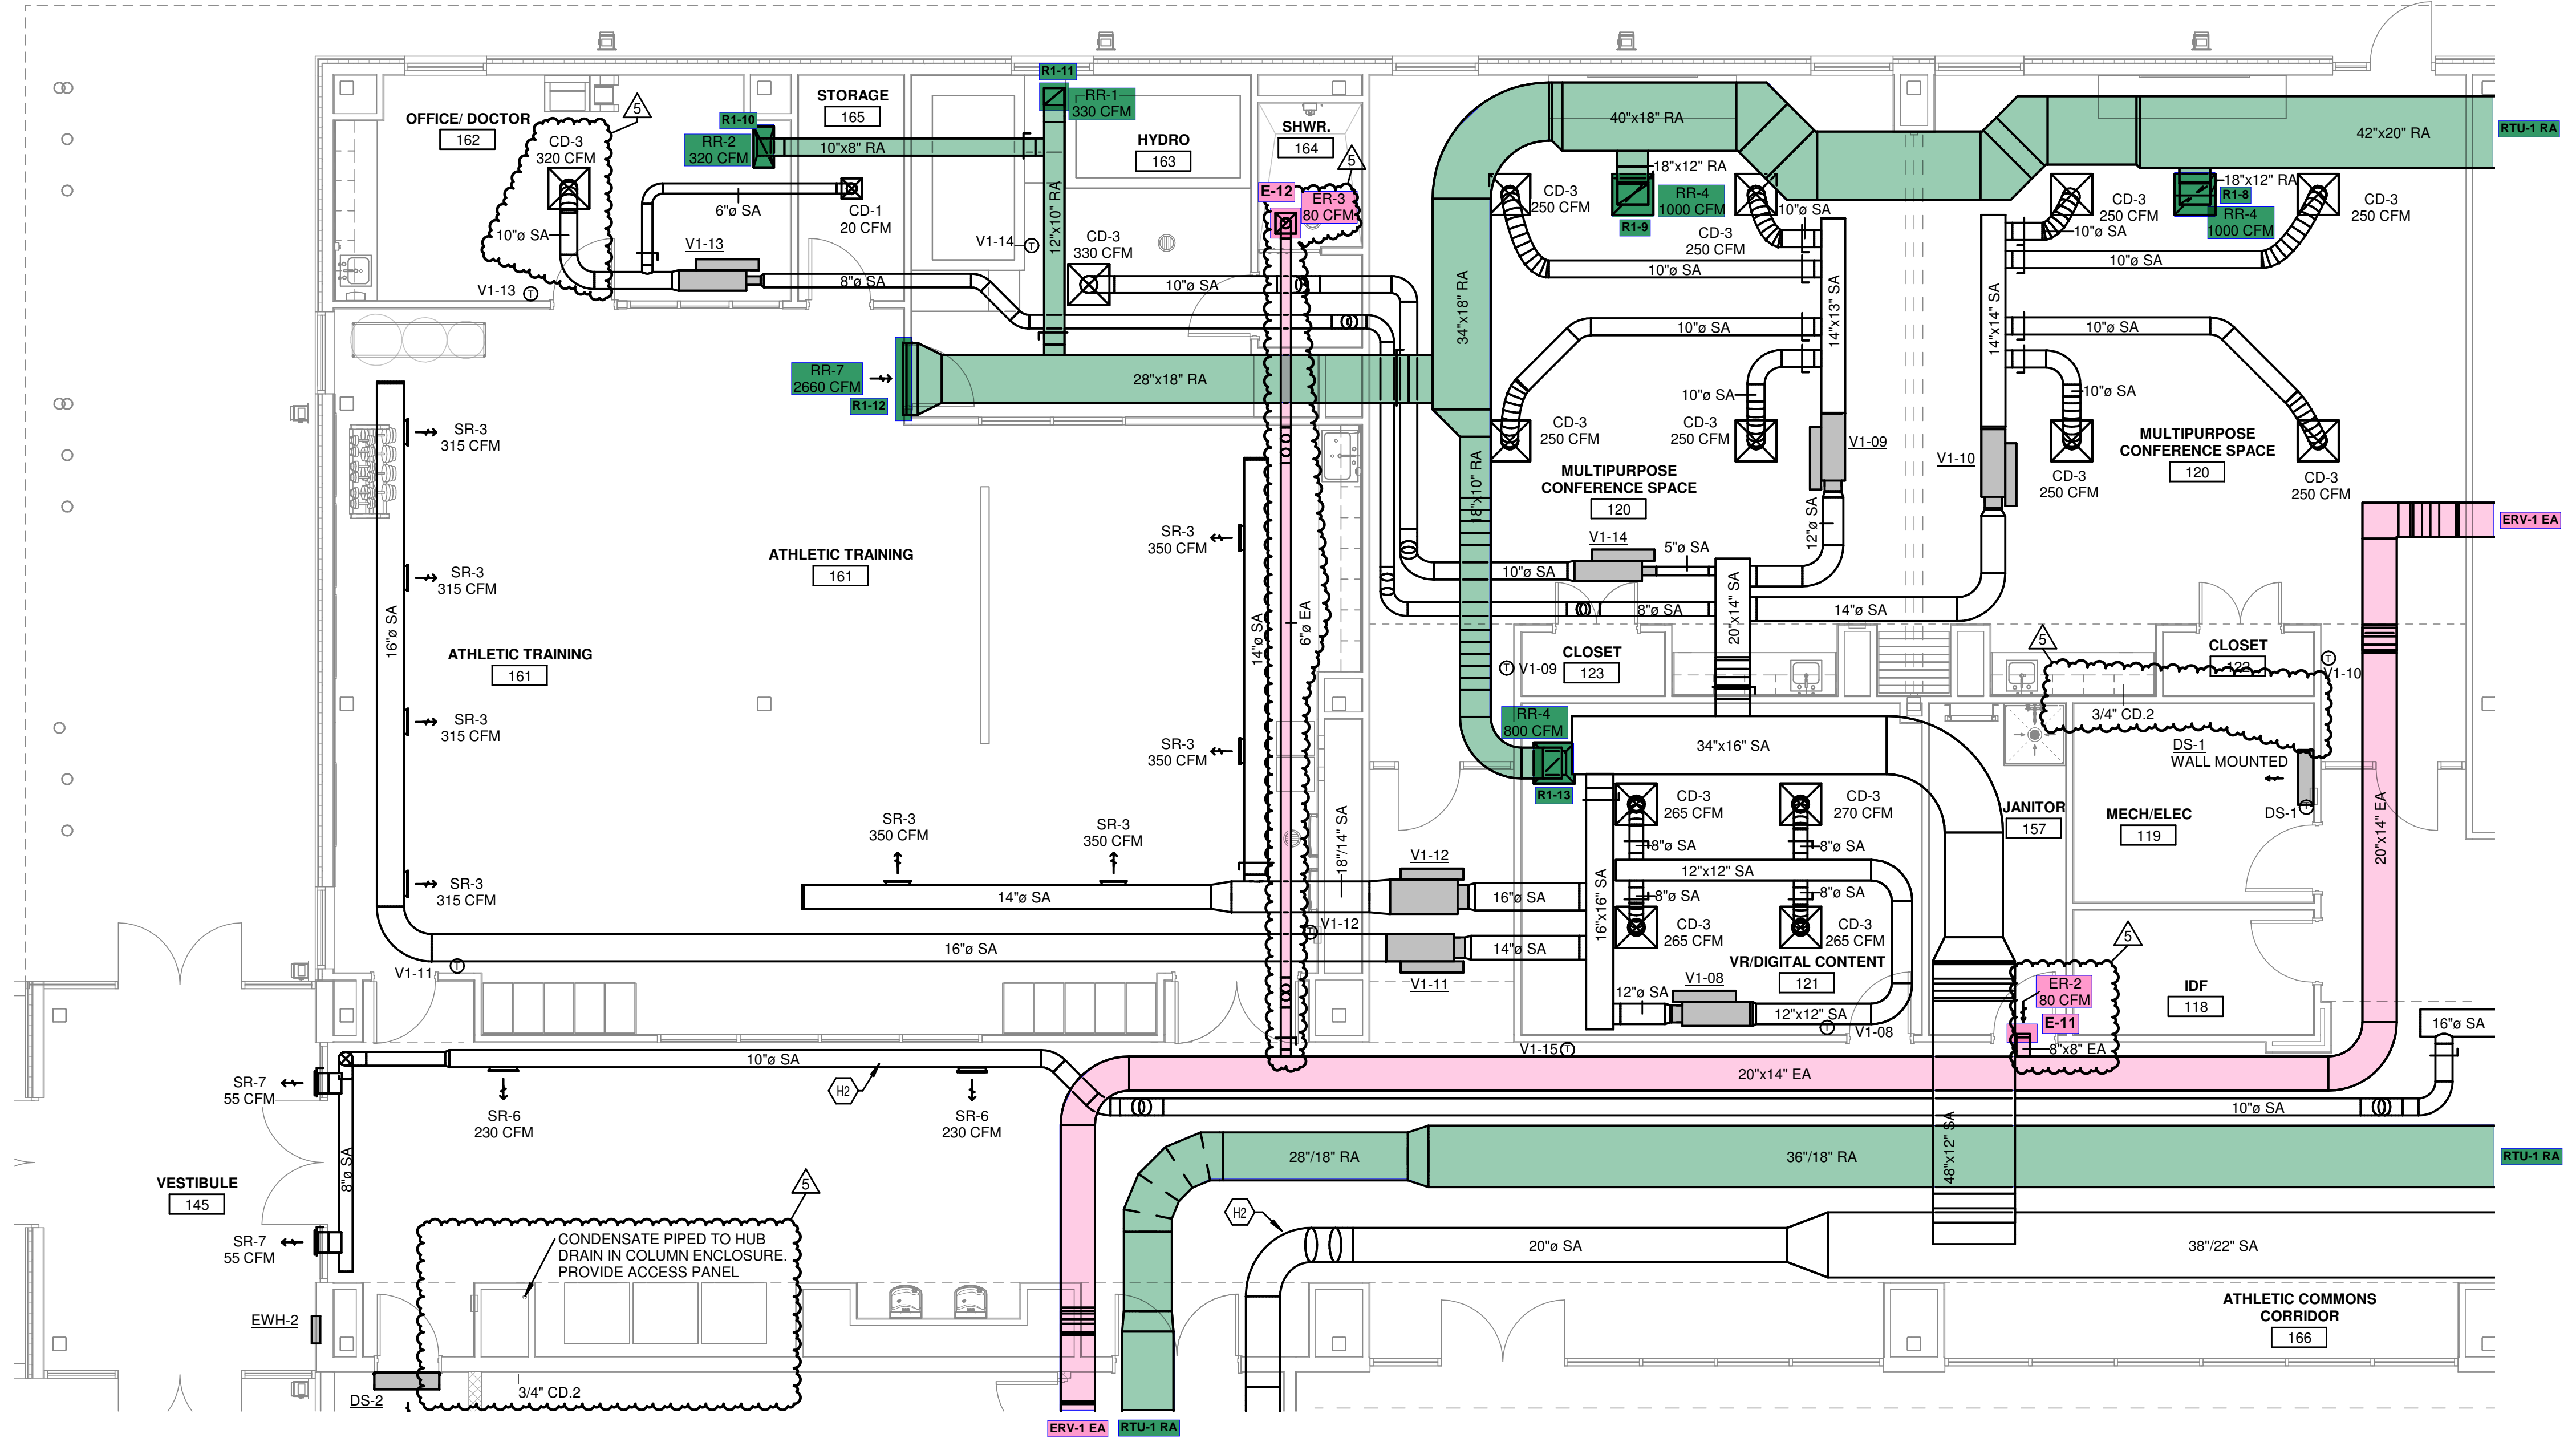 OFFICE/ DOCTOR
162
CD-3
320 CFM
5
10"ø SA
V1-13
V1-13
6"ø SA
CD-1
20 CFM
8"ø SA
R1-10
RR-2
320 CFM
STORAGE
165
10"x8" RA
R1-11
RR-1
330 CFM
12"x10" RA
V1-14
HYDRO
163
CD-3
330 CFM
10"ø SA
SHWR.
164
5
E-12
ER-3
80 CFM
RR-7
2660 CFM
R1-12
28"x18" RA
34"x18" RA
40"x18" RA
42"x20" RA
RTU-1 RA
18"x12" RA
RR-4
1000 CFM
R1-9
CD-3
250 CFM
10"ø SA
CD-3
250 CFM
10"ø SA
14"x13" SA
10"ø SA
10"ø SA
CD-3
250 CFM
CD-3
250 CFM
V1-09
MULTIPURPOSE
CONFERENCE SPACE
120
12"ø SA
18"x12" RA
R1-8
RR-4
1000 CFM
CD-3
250 CFM
CD-3
250 CFM
10"ø SA
10"ø SA
14"x14" SA
10"ø SA
10"ø SA
V1-10
CD-3
250 CFM
CD-3
250 CFM
MULTIPURPOSE
CONFERENCE SPACE
120
ERV-1 EA
18"x10" RA
V1-14
10"ø SA
5"ø SA
8"ø SA
20"x14" SA
14"ø SA
V1-09
CLOSET
123
5
CLOSET
122
V1-10
3/4" CD.2
DS-1
WALL MOUNTED
DS-1
SR-3
315 CFM
SR-3
315 CFM
SR-3
315 CFM
SR-3
315 CFM
16"ø SA
ATHLETIC TRAINING
161
ATHLETIC TRAINING
161
SR-3
350 CFM
SR-3
350 CFM
14"ø SA
6"ø EA
SR-3
350 CFM
SR-3
350 CFM
14"ø SA
18"/14" SA
V1-12
16"ø SA
V1-12
16"ø SA
V1-11
14"ø SA
V1-11
RR-4
800 CFM
R1-13
34"x16" SA
16"x16" SA
CD-3
265 CFM
CD-3
270 CFM
8"ø SA
8"ø SA
12"x12" SA
8"ø SA
8"ø SA
CD-3
265 CFM
CD-3
265 CFM
VR/DIGITAL CONTENT
121
12"ø SA
V1-08
12"x12" SA
V1-08
JANITOR
157
MECH/ELEC
119
20"x14" EA
5
IDF
118
ER-2
80 CFM
E-11
8"x8" EA
16"ø SA
V1-15
20"x14" EA
10"ø SA
10"ø SA
H2
SR-7
55 CFM
SR-6
230 CFM
SR-6
230 CFM
8"ø SA
VESTIBULE
145
SR-7
55 CFM
28"/18" RA
36"/18" RA
48"x12" SA
RTU-1 RA
5
CONDENSATE PIPED TO HUB
DRAIN IN COLUMN ENCLOSURE.
PROVIDE ACCESS PANEL
H2
20"ø SA
38"/22" SA
EWH-2
DS-2
3/4" CD.2
ATHLETIC COMMONS
CORRIDOR
166
ERV-1 EA
RTU-1 RA